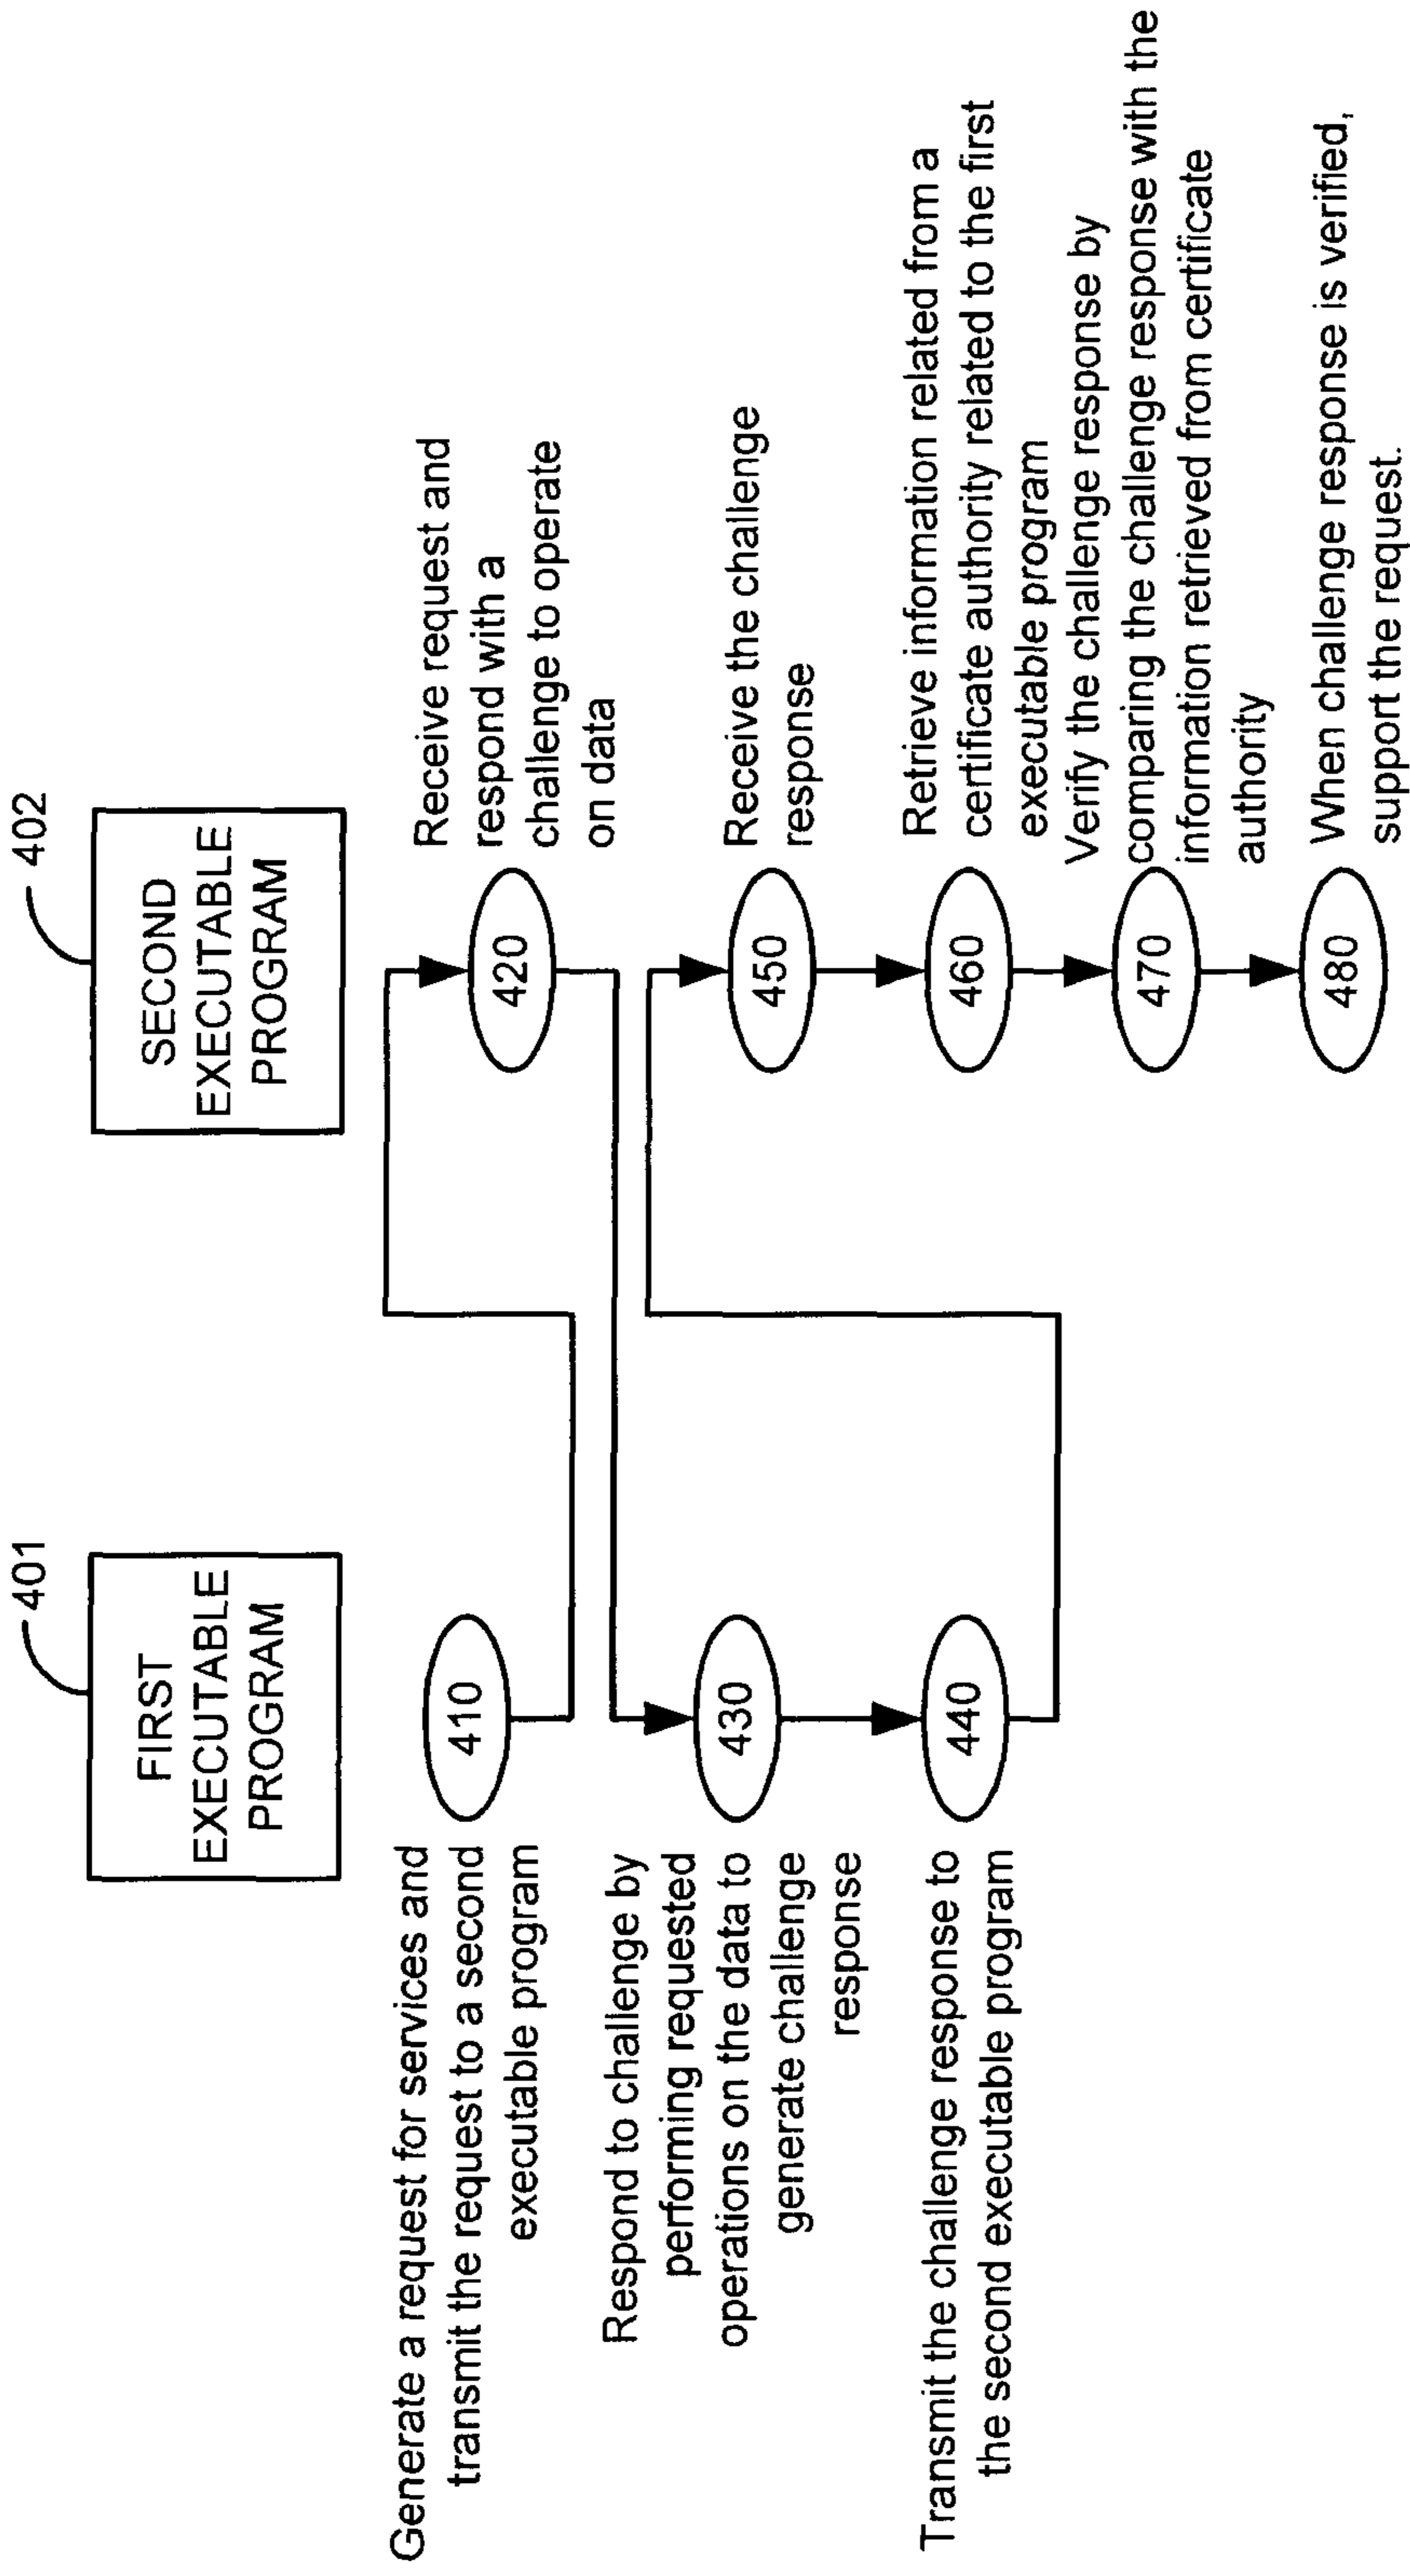 401
FIRST
EXECUTABLE
PROGRAM
402
SECOND
EXECUTABLE
PROGRAM
Generate a request for services and
transmit the request to a second
executable program
410
420
Receive request and
respond with a
challenge to operate
on data
Respond to challenge by
performing requested
operations on the data to
generate challenge
response
430
Transmit the challenge response to
the second executable program
440
450
Receive the challenge
response
460
Retrieve information related from a
certificate authority related to the first
executable program
470
Verify the challenge response by
comparing the challenge response with the
information retrieved from certificate
authority
480
When challenge response is verified,
support the request.